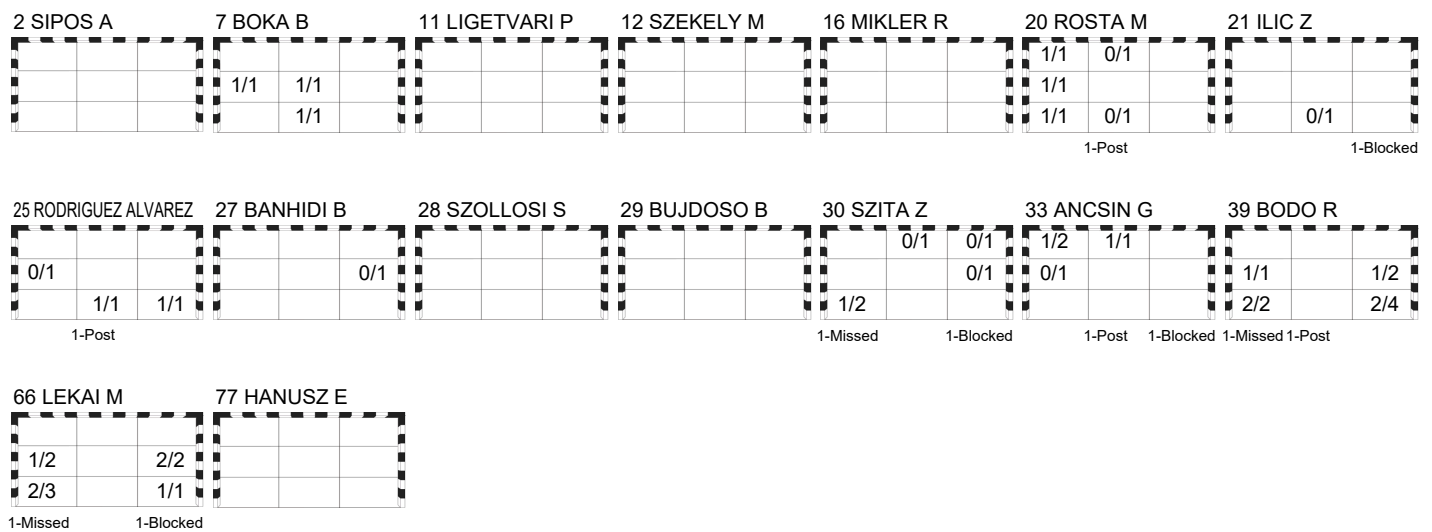 2 SIPOS A 7 BOKA B 11 LIGETVARI P 12 SZEKELY M 16 MIKLER R 20 ROSTA M 21 ILIC Z
1/1 0/1
1/1 1/1 1/1
1/1 1/1 0/1 0/1
1-Post 1-Blocked
25 RODRIGUEZ ALVAREZ 27 BANHIDI B 28 SZOLLOSI S 29 BUJDOSO B 30 SZITA Z 33 ANCSIN G 39 BODO R
0/1 0/1 1/2 1/1
0/1 0/1 0/1 0/1 1/1 1/2
1/1 1/1 1/2 2/2 2/4
1-Post 1-Missed 1-Blocked 1-Post 1-Blocked 1-Missed 1-Post
66 LEKAI M 77 HANUSZ E
1/2 2/2
2/3 1/1
1-Missed 1-Blocked